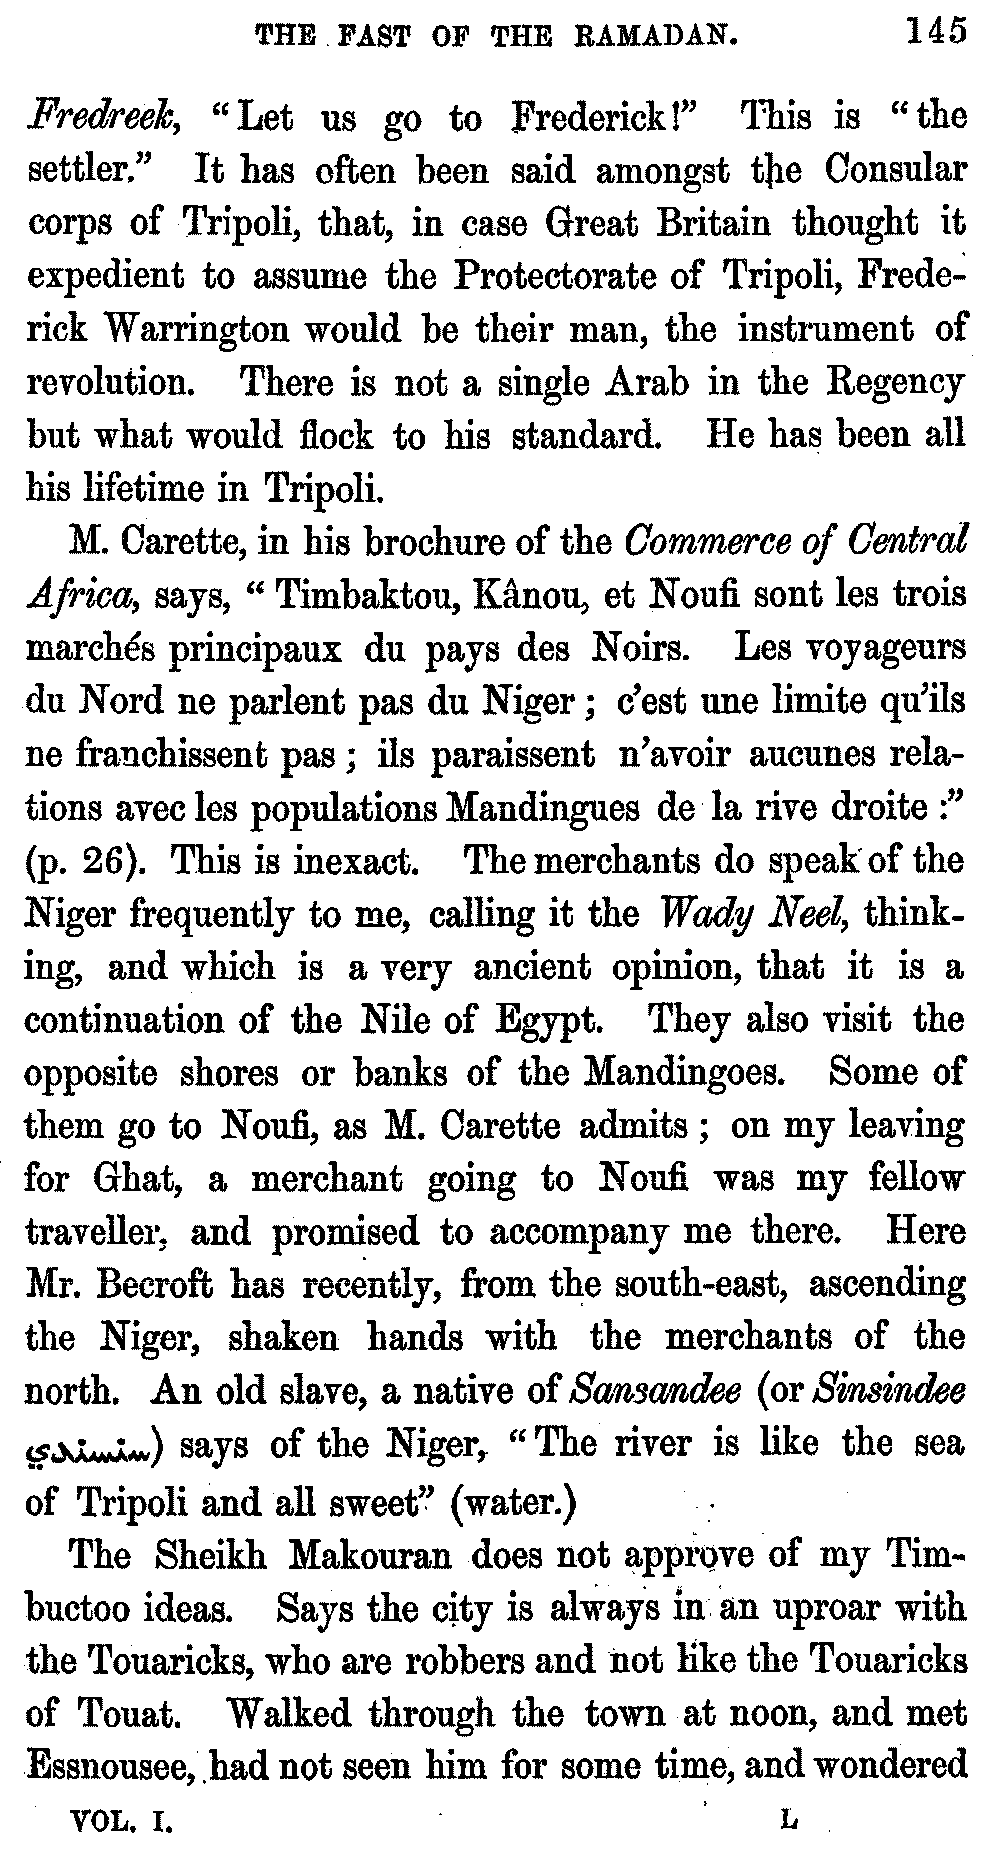 THE FAST OF THE RAMADAN. 145
Fredreek, “Let us go to Frederick!” This is “the
settler.” It has often been said amongst the Consular
corps of Tripoli, that, in case Great Britain thought it
expedient to assume the Protectorate of Tripoli, Frede-
rick Warrington would be their man, the instrument of
revolution. There is not a single Arab in the Regency
but what would flock to his standard. He has been all
his lifetime in Tripoli.
M. Carette, in his brochure of the Commerce of Central
Africa, says, “Timbaktou, Kânou, et Noufi sont les trois
marchés principaux du pays des Noirs. Les voyageurs
du Nord ne parlent pas du Niger; c’est une limite qu’ils
ne franchissent pas; ils paraissent n’avoir aucunes rela-
tions avec les populations Mandingues de la rive droite:”
(p. 26). This is inexact. The merchants do speak of the
Niger frequently to me, calling it the Wady Neel, think-
ing, and which is a very ancient opinion, that it is a
continuation of the Nile of Egypt. They also visit the
opposite shores or banks of the Mandingoes. Some of
them go to Noufi, as M. Carette admits; on my leaving
for Ghat, a merchant going to Noufi was my fellow
traveller, and promised to accompany me there. Here
Mr. Becroft has recently, from the south-east, ascending
the Niger, shaken hands with the merchants of the
north. An old slave, a native of Sansandee (or Sinsindee
سنسندي) says of the Niger, “The river is like the sea
of Tripoli and all sweet” (water.)
The Sheikh Makouran does not approve of my Tim-
buctoo ideas. Says the city is always in an uproar with
the Touaricks, who are robbers and not like the Touaricks
of Touat. Walked through the town at noon, and met
Essnousee, had not seen him for some time, and wondered
VOL. I. L